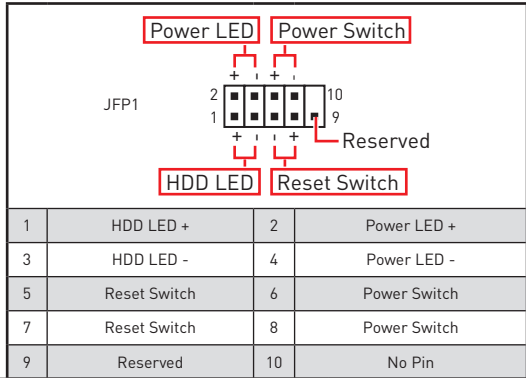 Power LED Power Switch
+ - + -
JFP1
2 10
1 9
+ - - +
Reserved
HDD LED Reset Switch
1 HDD LED + 2 Power LED +
3 HDD LED - 4 Power LED -
5 Reset Switch 6 Power Switch
7 Reset Switch 8 Power Switch
9 Reserved 10 No Pin